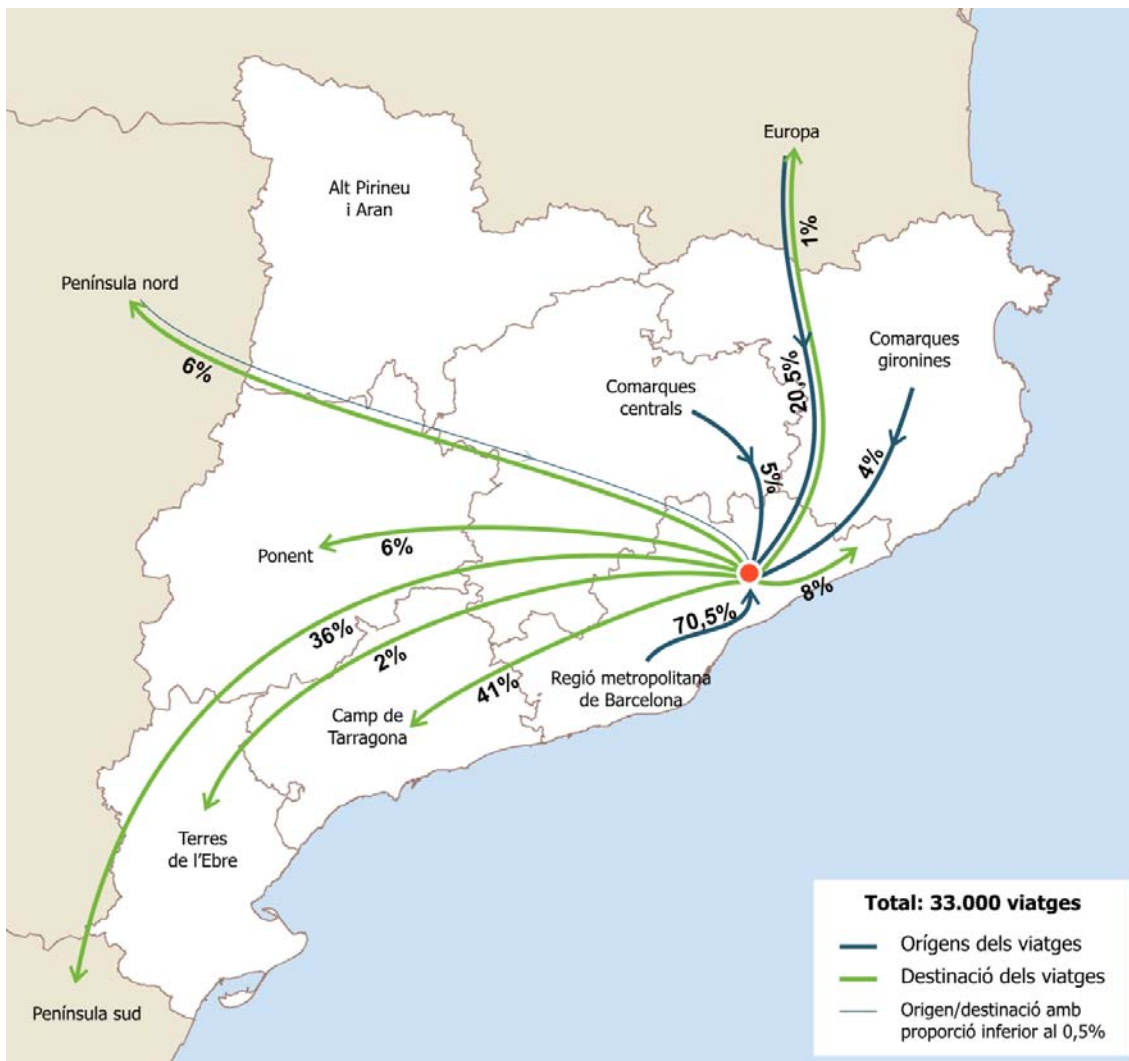 Europa
1%
Alt Pirineu
i Aran
Península nord
6%
Comarques
gironines
20,5%
Comarques
centrals
4%
5%
Ponent
6%
8%
36%
2%
70,5%
41%
Regió metropolitana
de Barcelona
Camp de
Tarragona
Terres
de l'Ebre
Península sud
Total: 33.000 viatges
Orígens dels viatges
Destinació dels viatges
Origen/destinació amb
proporció inferior al 0,5%